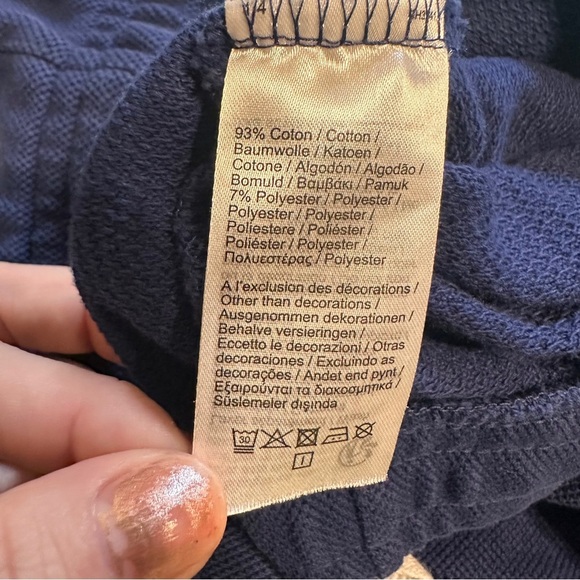 1/4
93% Coton / Cotton /
Baumwolle / Katoen /
Cotone / Algodón / Algodão /
Bomuld / Βαμβάκι / Pamuk
7% Polyester / Polyester /
Polyester / Polyester /
Poliestere / Poliéster /
Poliéster / Polyester /
Πολυεστέρας / Polyester
A l'exclusion des décorations /
Other than decorations /
Ausgenommen dekorationen /
Behalve versieringen /
Eccetto le decorazioni / Otras
decoraciones / Excluindo as
decorações / Andet end pynt /
Εξαιρούνται τα διακοσμητικά /
Süslemeler dışında
30